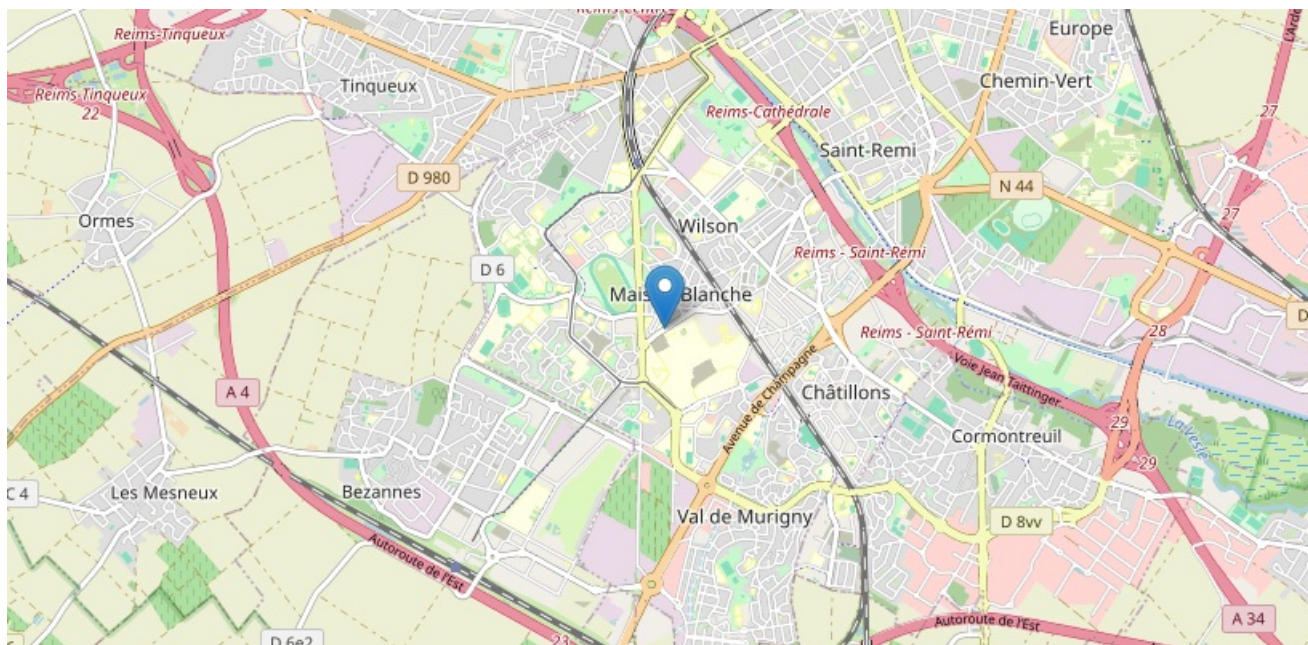 Reims-Centre
Reims-Tinqueux
Europe
Tinqueux
Chemin-Vert
Reims-Tinqueux
22
Reims-Cathédrale
27
Saint-Remi
D 980
N 44
Ormes
Wilson
27
Reims - Saint-Rémi
D 6
Maison Blanche
D
28
Reims - Saint-Rémi
Voie Jean Taittinger
A 4
Avenue de Champagne
Châtillons
29
La Vesle
Cormontreuil
29
C 4
Les Mesneux
Bezannes
Val de Murigny
D 8vv
Autoroute de l'Est
A 34
Autoroute de l'Est
D 6e2
23